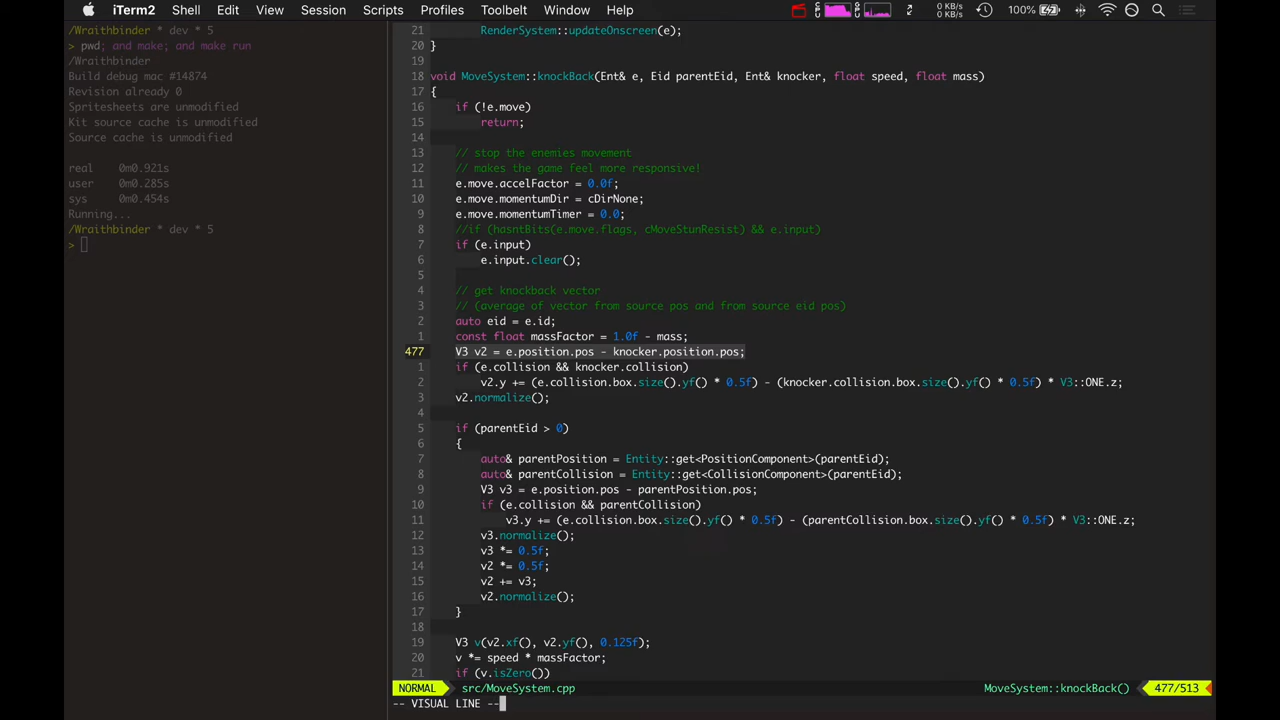 iTerm2 Shell Edit View Session Scripts Profiles Toolbelt Window Help 0 KB/s 0 KB/s 100%
/Wraithbinder * dev * 5
> pwd; and make; and make run
/Wraithbinder
Build debug mac #14874
Revision already 0
Spritesheets are unmodified
Kit source cache is unmodified
Source cache is unmodified
real 0m0.921s
user 0m0.285s
sys 0m0.454s
Running...
/Wraithbinder * dev * 5
>
21 RenderSystem::updateOnscreen(e);
20 }
19
18 void MoveSystem::knockBack(Ent& e, Eid parentEid, Ent& knocker, float speed, float mass)
17 {
16 if (!e.move)
15 return;
14
13 // stop the enemies movement
12 // makes the game feel more responsive!
11 e.move.accelFactor = 0.0f;
10 e.move.momentumDir = cDirNone;
9 e.move.momentumTimer = 0.0;
8 //if (hasntBits(e.move.flags, cMoveStunResist) && e.input)
7 if (e.input)
6 e.input.clear();
5
4 // get knockback vector
3 // (average of vector from source pos and from source eid pos)
2 auto eid = e.id;
1 const float massFactor = 1.0f - mass;
477 V3 v2 = e.position.pos - knocker.position.pos;
1 if (e.collision && knocker.collision)
2 v2.y += (e.collision.box.size().yf() * 0.5f) - (knocker.collision.box.size().yf() * 0.5f) * V3::ONE.z;
3 v2.normalize();
4
5 if (parentEid > 0)
6 {
7 auto& parentPosition = Entity::get<PositionComponent>(parentEid);
8 auto& parentCollision = Entity::get<CollisionComponent>(parentEid);
9 V3 v3 = e.position.pos - parentPosition.pos;
10 if (e.collision && parentCollision)
11 v3.y += (e.collision.box.size().yf() * 0.5f) - (parentCollision.box.size().yf() * 0.5f) * V3::ONE.z;
12 v3.normalize();
13 v3 *= 0.5f;
14 v2 *= 0.5f;
15 v2 += v3;
16 v2.normalize();
17 }
18
19 V3 v(v2.xf(), v2.yf(), 0.125f);
20 v *= speed * massFactor;
21 if (v.isZero())
NORMAL src/MoveSystem.cpp MoveSystem::knockBack() 477/513
-- VISUAL LINE --